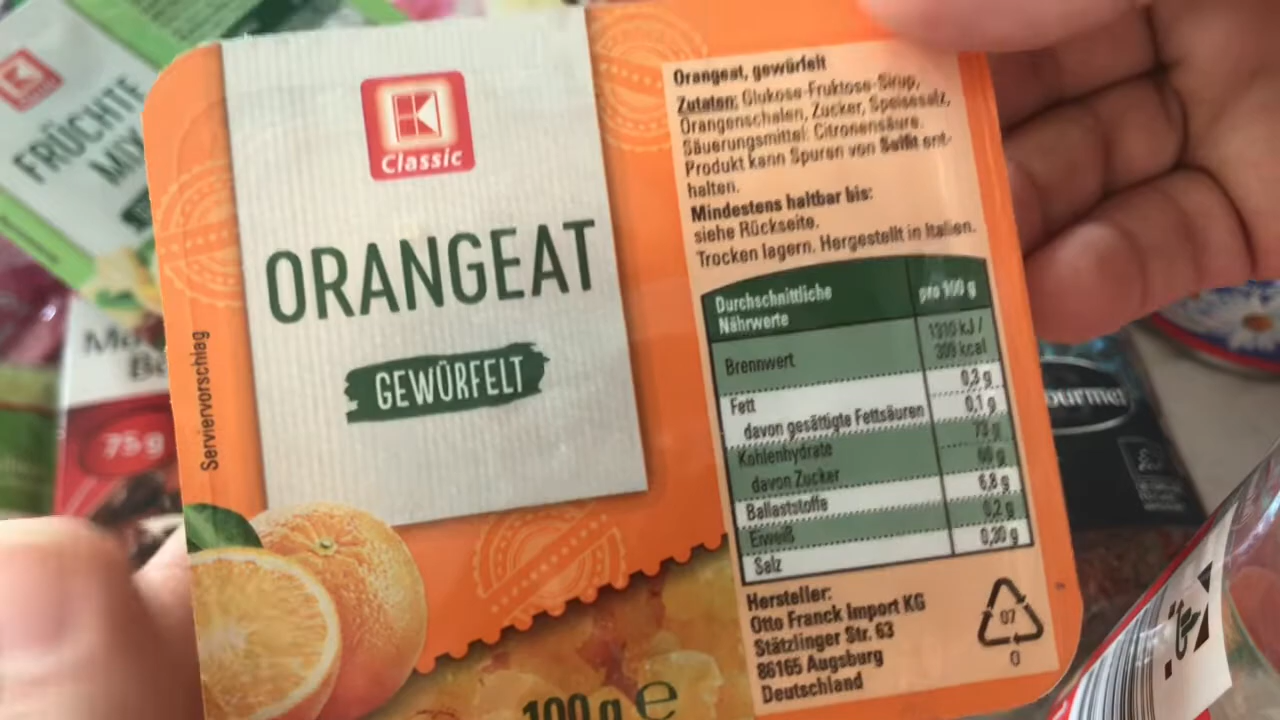 FRÜCHTE
MIX
75g
Classic
ORANGEAT
GEWÜRFELT
Serviervorschlag
100 g e
Orangeat, gewürfelt
Zutaten: Glukose-Fruktose-Sirup,
Orangenschalen, Zucker, Speisesalz,
Säuerungsmittel: Citronensäure.
Produkt kann Spuren von Sulfit ent-
halten.
Mindestens haltbar bis:
siehe Rückseite.
Trocken lagern. Hergestellt in Italien.
Durchschnittliche
Nährwerte pro 100 g
Brennwert 1310 kJ /
309 kcal
Fett 0,3 g
davon gesättigte Fettsäuren 0,1 g
Kohlenhydrate 73 g
davon Zucker
Ballaststoffe 6,8 g
Eiweiß 0,2 g
Salz 0,30 g
Hersteller:
Otto Franck Import KG
Stätzlinger Str. 63
86165 Augsburg
Deutschland
07
O